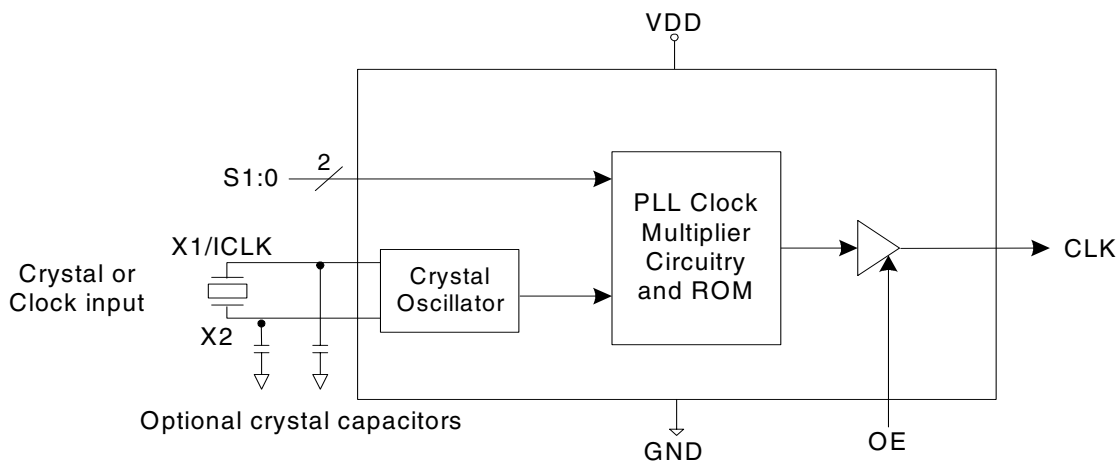 VDD
2
S1:0
PLL Clock
Multiplier
Circuitry
and ROM
X1/ICLK
Crystal or
Clock input
Crystal
Oscillator
CLK
X2
Optional crystal capacitors
GND
OE